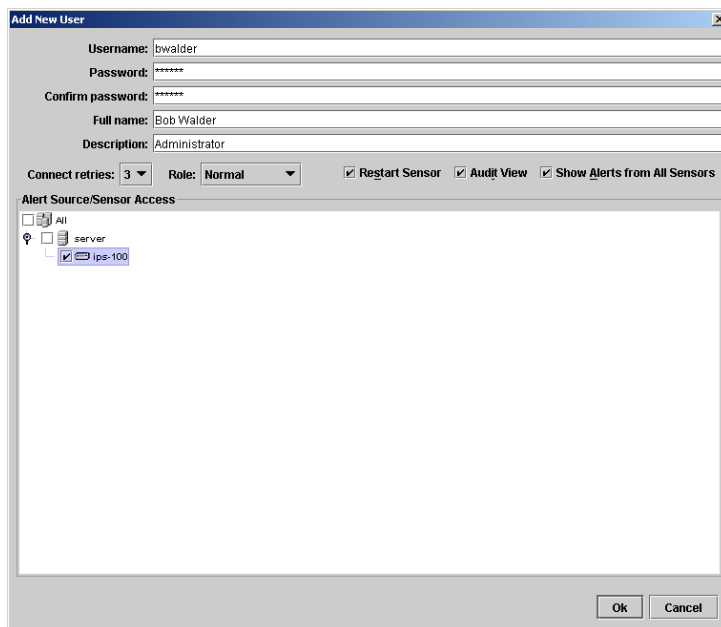 Add New User
Username: bwalder
Password: ******
Confirm password: ******
Full name: Bob Walder
Description: Administrator
Connect retries: 3 Role: Normal Restart Sensor Audit View Show Alerts from All Sensors
Alert Source/Sensor Access
All
server
ips-100
Ok Cancel